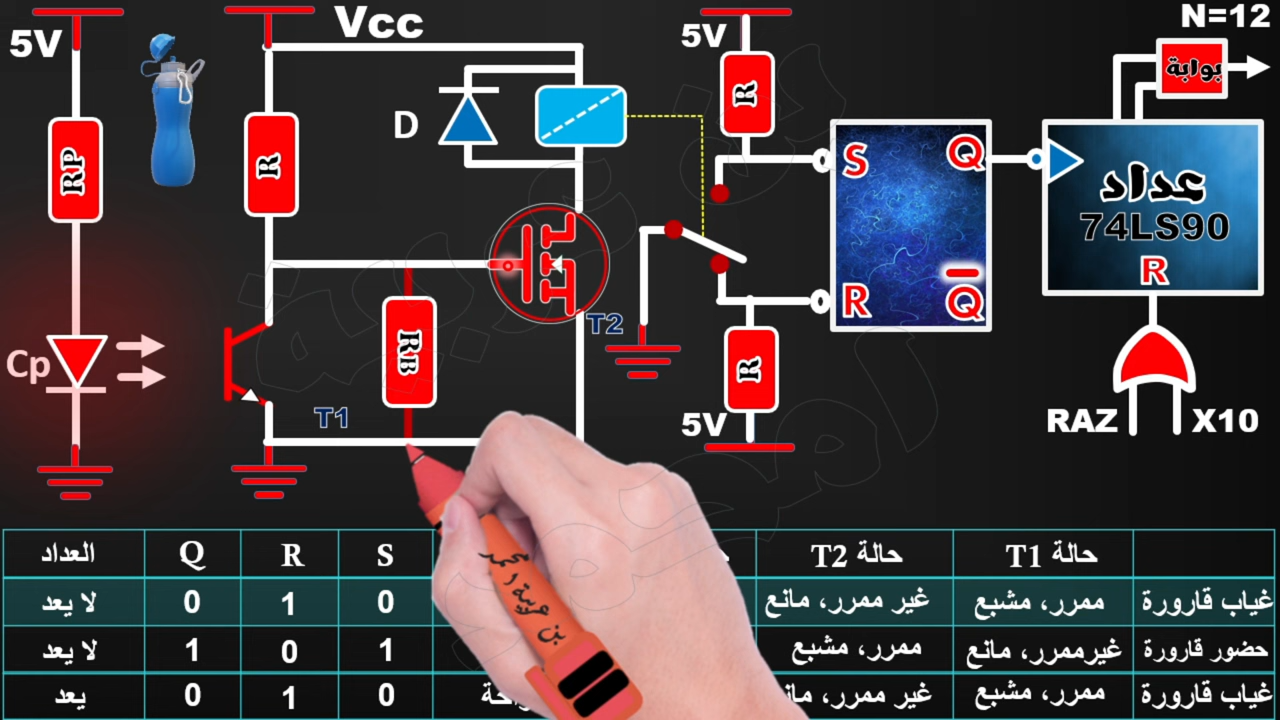 5V
Vcc
5V
N=12
بوابة
RP
R
D
R
S
Q
عداد
74LS90
R
R
Q
Cp
RB
T2
T1
R
5V
RAZ
X10
حالة T1
حالة T2
S
R
Q
العداد
غياب قارورة
ممرر، مشبع
غير ممرر، مانع
0
1
0
لا يعد
حضور قارورة
غيرممرر، مانع
ممرر، مشبع
1
0
1
لا يعد
غياب قارورة
ممرر، مشبع
غير ممرر،
0
1
0
يعد